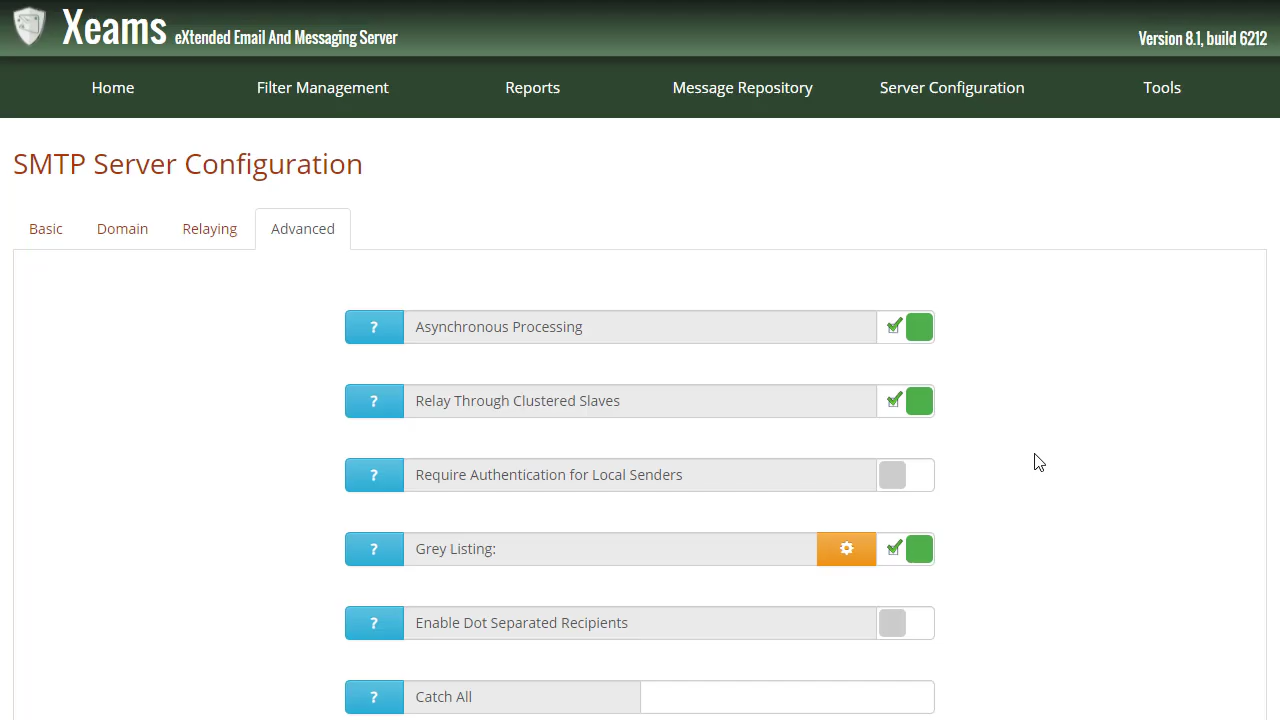 Xeams eXtended Email And Messaging Server
Version 8.1, build 6212
Home Filter Management Reports Message Repository Server Configuration Tools
SMTP Server Configuration
Basic Domain Relaying Advanced
? Asynchronous Processing
? Relay Through Clustered Slaves
? Require Authentication for Local Senders
? Grey Listing:
? Enable Dot Separated Recipients
? Catch All